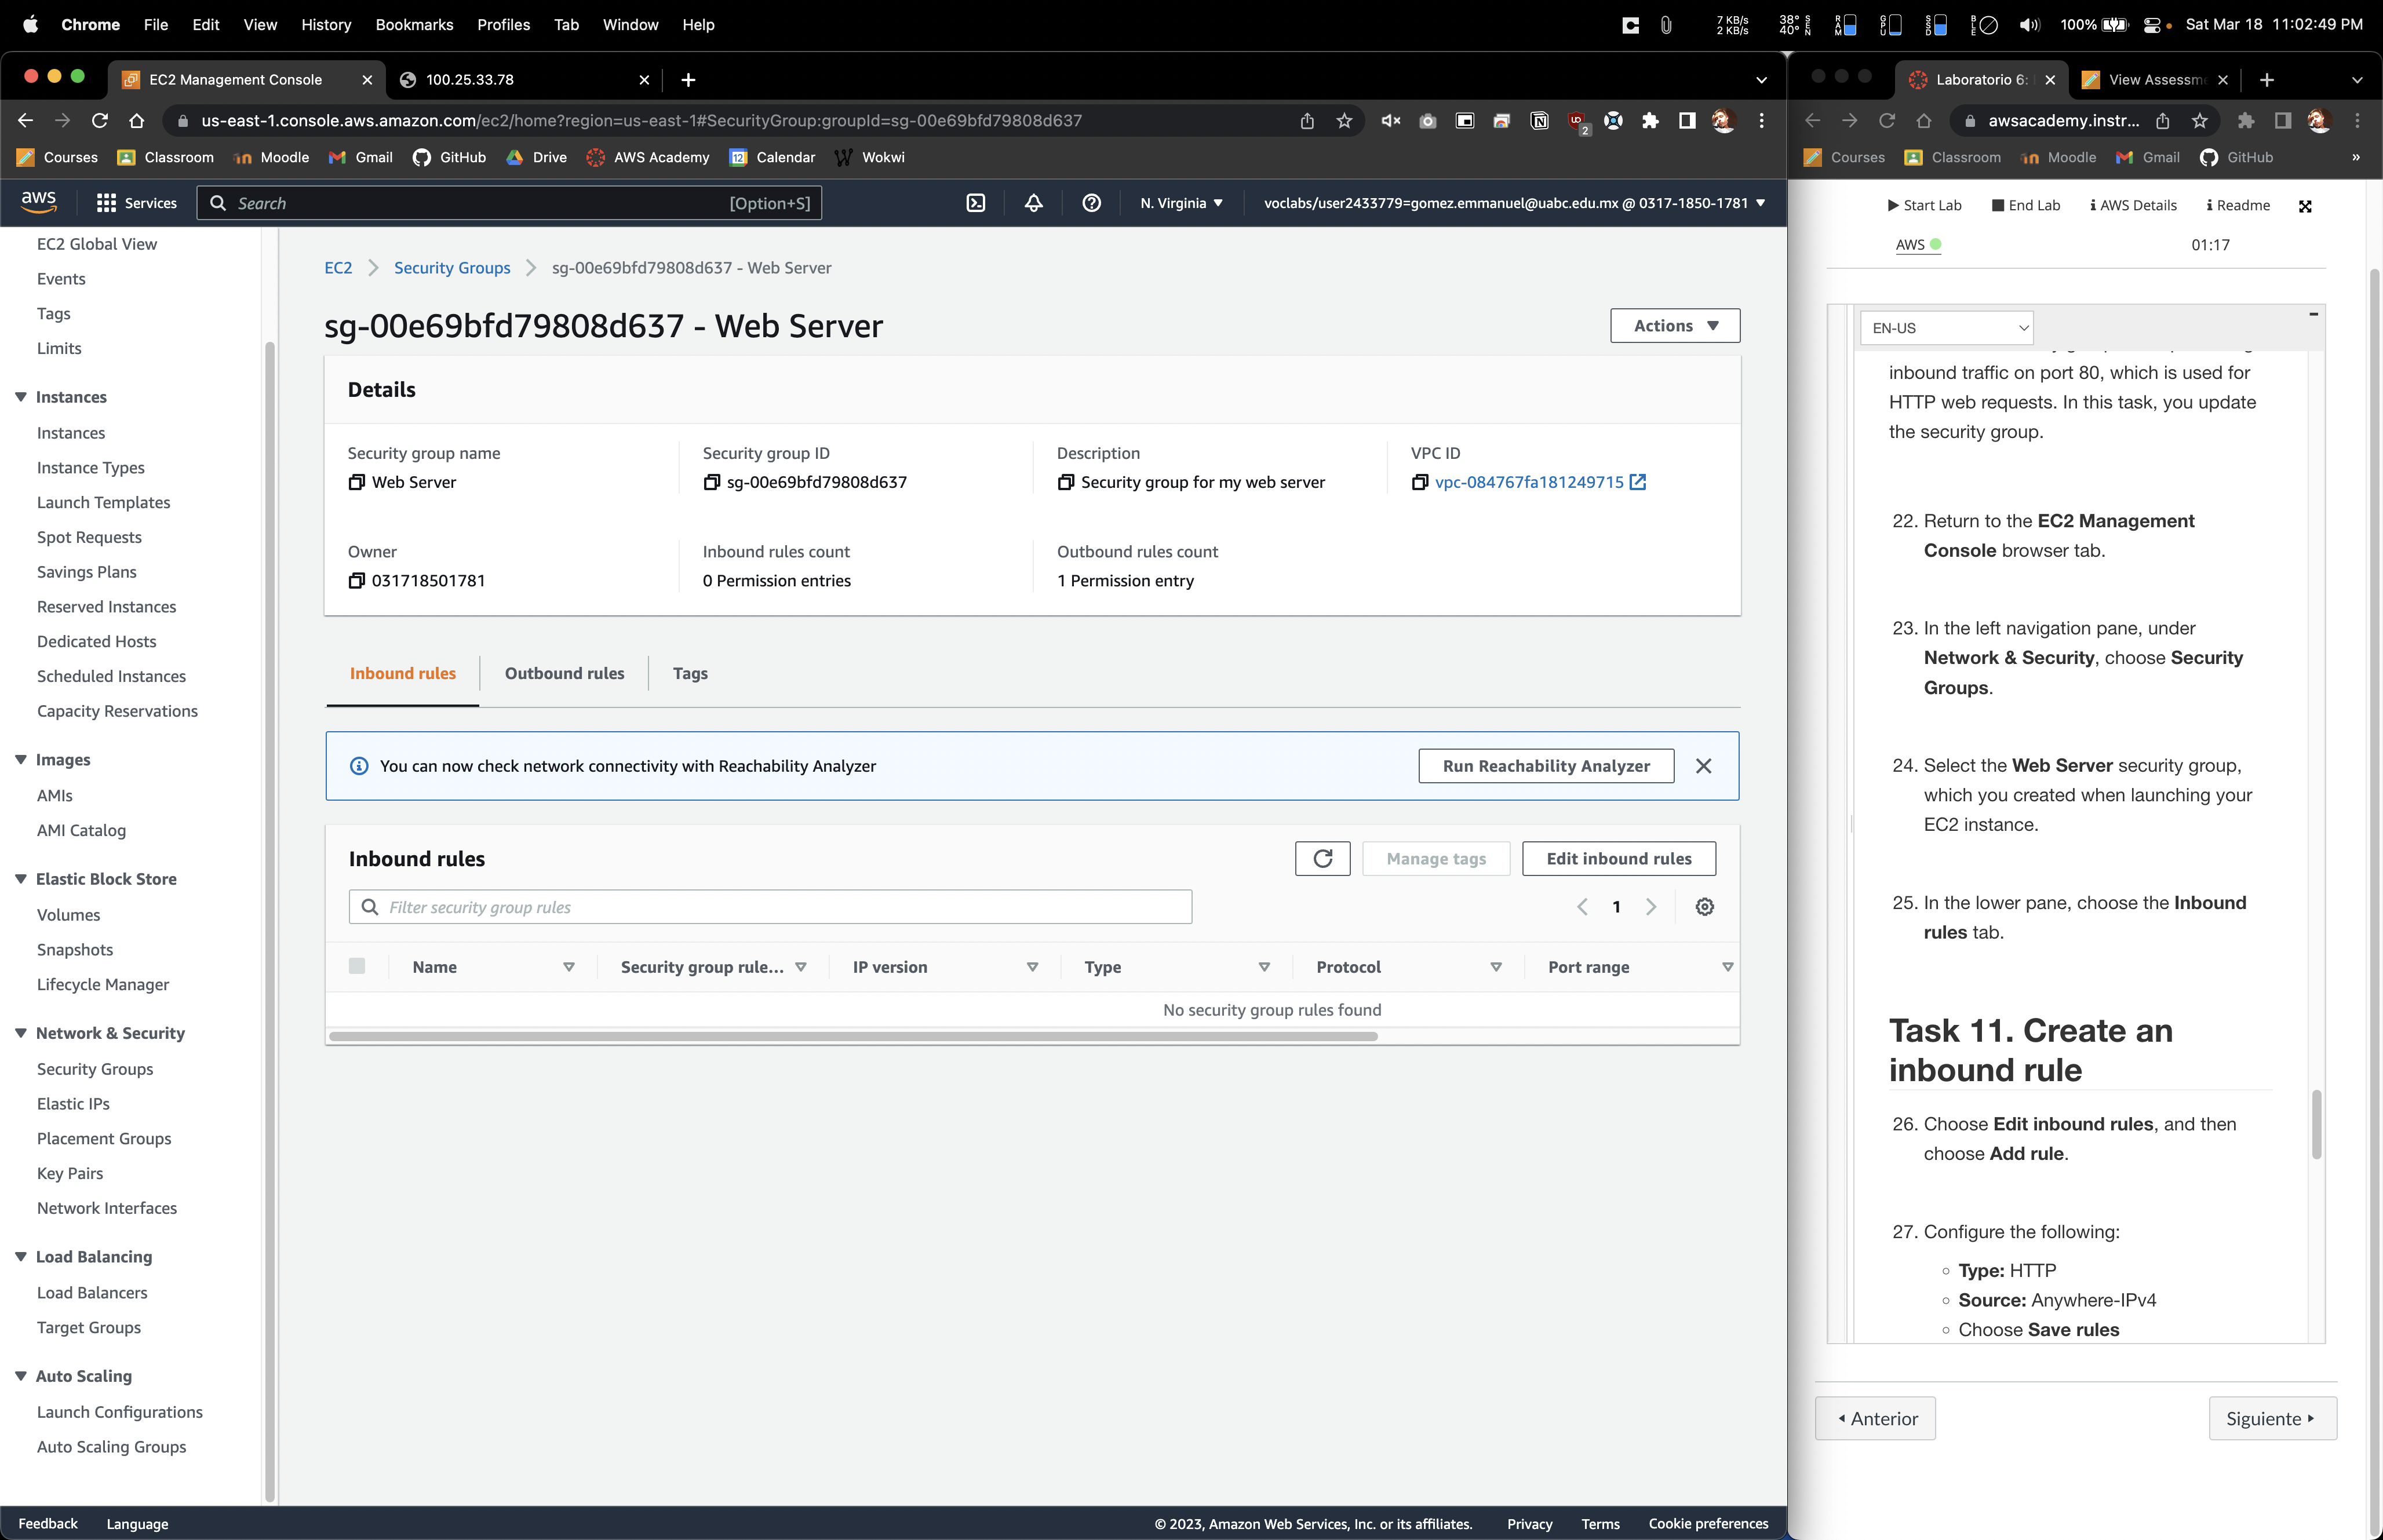 Chrome File Edit View History Bookmarks Profiles Tab Window Help
7 KB/s
2 KB/s
38°
40°
SEN
RAM
GPU
SSD
BLE
100%
Sat Mar 18 11:02:49 PM
EC2 Management Console
100.25.33.78
us-east-1.console.aws.amazon.com/ec2/home?region=us-east-1#SecurityGroup:groupId=sg-00e69bfd79808d637
2
Courses Classroom Moodle Gmail GitHub Drive AWS Academy Calendar Wokwi
aws Services Search [Option+S] N. Virginia voclabs/user2433779=gomez.emmanuel@uabc.edu.mx @ 0317-1850-1781
EC2 Global View
Events
Tags
Limits
Instances
Instances
Instance Types
Launch Templates
Spot Requests
Savings Plans
Reserved Instances
Dedicated Hosts
Scheduled Instances
Capacity Reservations
Images
AMIs
AMI Catalog
Elastic Block Store
Volumes
Snapshots
Lifecycle Manager
Network & Security
Security Groups
Elastic IPs
Placement Groups
Key Pairs
Network Interfaces
Load Balancing
Load Balancers
Target Groups
Auto Scaling
Launch Configurations
Auto Scaling Groups
EC2 Security Groups sg-00e69bfd79808d637 - Web Server
sg-00e69bfd79808d637 - Web Server
Actions
Details
Security group name
Web Server
Security group ID
sg-00e69bfd79808d637
Description
Security group for my web server
VPC ID
vpc-084767fa181249715
Owner
031718501781
Inbound rules count
0 Permission entries
Outbound rules count
1 Permission entry
Inbound rules Outbound rules Tags
You can now check network connectivity with Reachability Analyzer
Run Reachability Analyzer
Inbound rules
Manage tags
Edit inbound rules
Filter security group rules
1
Name Security group rule... IP version Type Protocol Port range
No security group rules found
Feedback Language
© 2023, Amazon Web Services, Inc. or its affiliates. Privacy Terms Cookie preferences
Laboratorio 6:
View Assessm
awsacademy.instr...
Courses Classroom Moodle Gmail GitHub »
Start Lab End Lab AWS Details Readme
AWS
01:17
EN-US
inbound traffic on port 80, which is used for
HTTP web requests. In this task, you update
the security group.
22. Return to the EC2 Management
Console browser tab.
23. In the left navigation pane, under
Network & Security, choose Security
Groups.
24. Select the Web Server security group,
which you created when launching your
EC2 instance.
25. In the lower pane, choose the Inbound
rules tab.
Task 11. Create an
inbound rule
26. Choose Edit inbound rules, and then
choose Add rule.
27. Configure the following:
Type: HTTP
Source: Anywhere-IPv4
Choose Save rules
Anterior
Siguiente